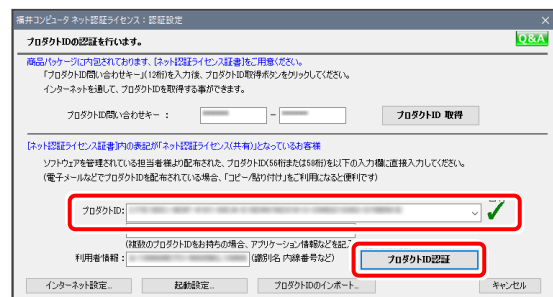 福井コンピュータ ネット認証ライセンス：認証設定
プロダクトIDの認証を行います。
Q&A
商品パッケージに内包されております、[ネット認証ライセンス証書]をご用意ください。
「プロダクトID問い合わせキー」(12桁)を入力後、プロダクトID取得ボタンをクリックしてください。
インターネットを通して、プロダクトIDを取得する事ができます。
プロダクトID問い合わせキー ：
－
プロダクトID 取得
[ネット認証ライセンス証書]内の表記が「ネット認証ライセンス(共有)」となっているお客様
ソフトウェアを管理されている担当者様より配布された、プロダクトID(56桁または58桁)を以下の入力欄に直接入力してください。
(電子メールなどでプロダクトIDを配布されている場合、「コピー/貼り付け」をご利用になると便利です)
プロダクトID:
(複数のプロダクトIDをお持ちの場合、アプリケーション情報などを記
利用者情報：
(識別名 内線番号など)
プロダクトID認証
インターネット設定...
起動設定...
プロダクトIDのインポート...
キャンセル